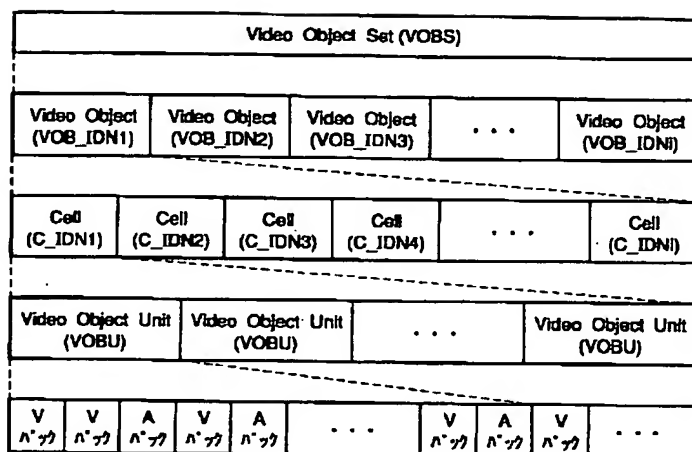 Video Object Set (VOBS)
Video Object Video Object Video Object ··· Video Object
(VOB_IDN1) (VOB_IDN2) (VOB_IDN3) (VOB_IDNi)
Cell Cell Cell Cell ··· Cell
(C_IDN1) (C_IDN2) (C_IDN3) (C_IDN4) (C_IDNi)
Video Object Unit Video Object Unit ··· Video Object Unit
(VOBU) (VOBU) (VOBU)
V V A V A ··· V A V ···
パック パック パック パック パック パック パック パック